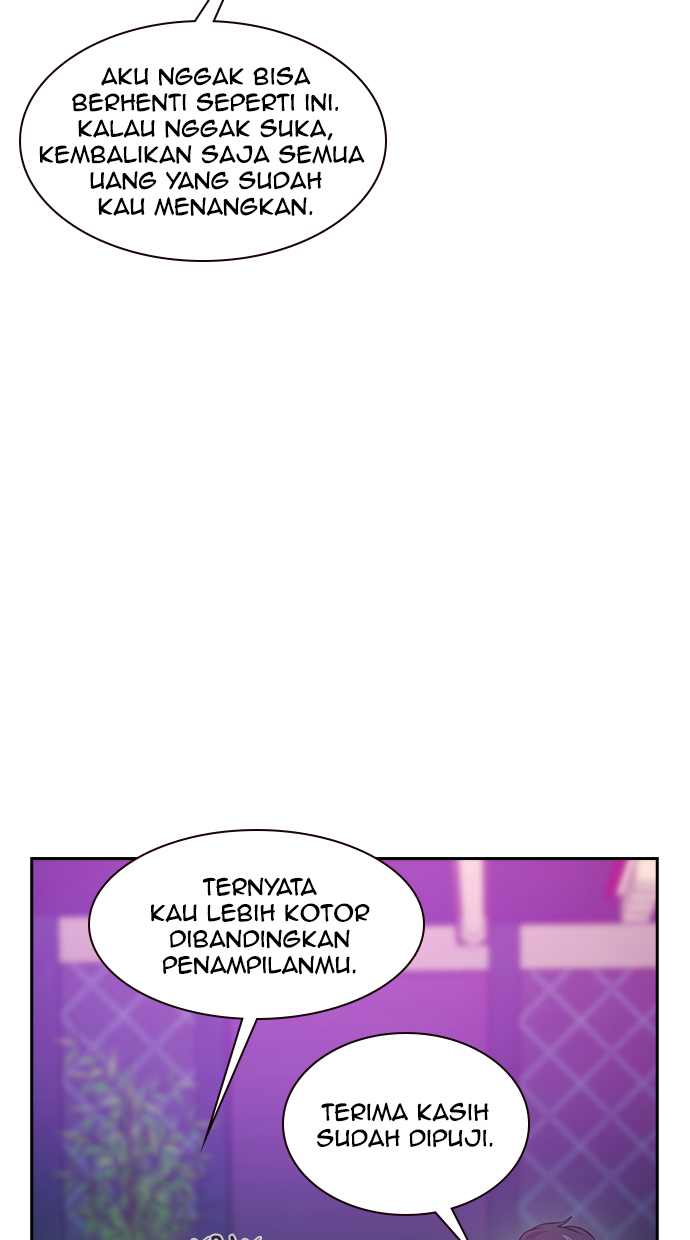 AKU NGGAK BISA
BERHENTI SEPERTI INI.
KALAU NGGAK SUKA,
KEMBALIKAN SAJA SEMUA
UANG YANG SUDAH
KAU MENANGKAN.
TERNYATA
KAU LEBIH KOTOR
DIBANDINGKAN
PENAMPILANMU.
TERIMA KASIH
SUDAH DIPUJI.